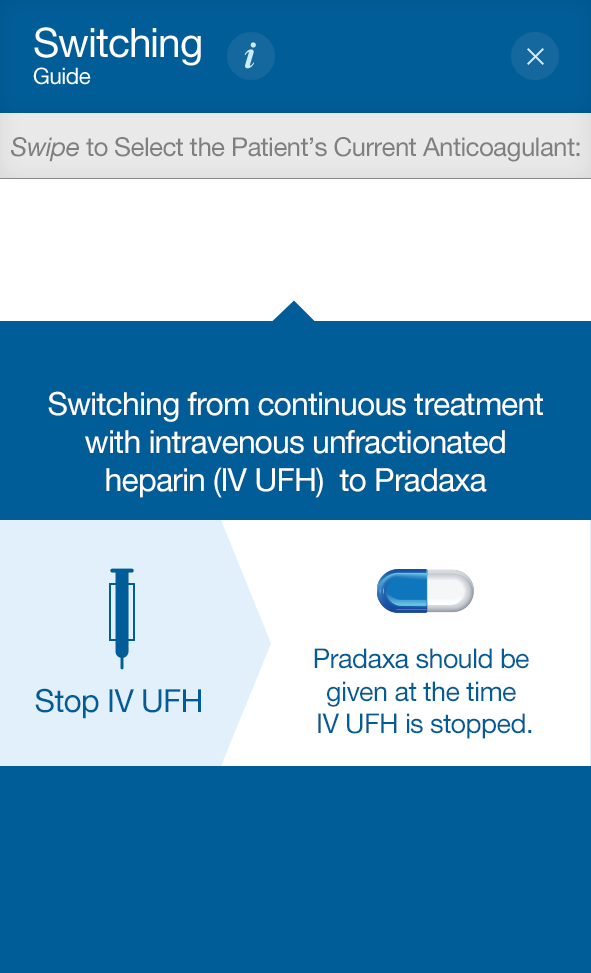 Switching
Guide
i
Swipe to Select the Patient's Current Anticoagulant:
Switching from continuous treatment
with intravenous unfractionated
heparin (IV UFH) to Pradaxa
Stop IV UFH
Pradaxa should be
given at the time
IV UFH is stopped.